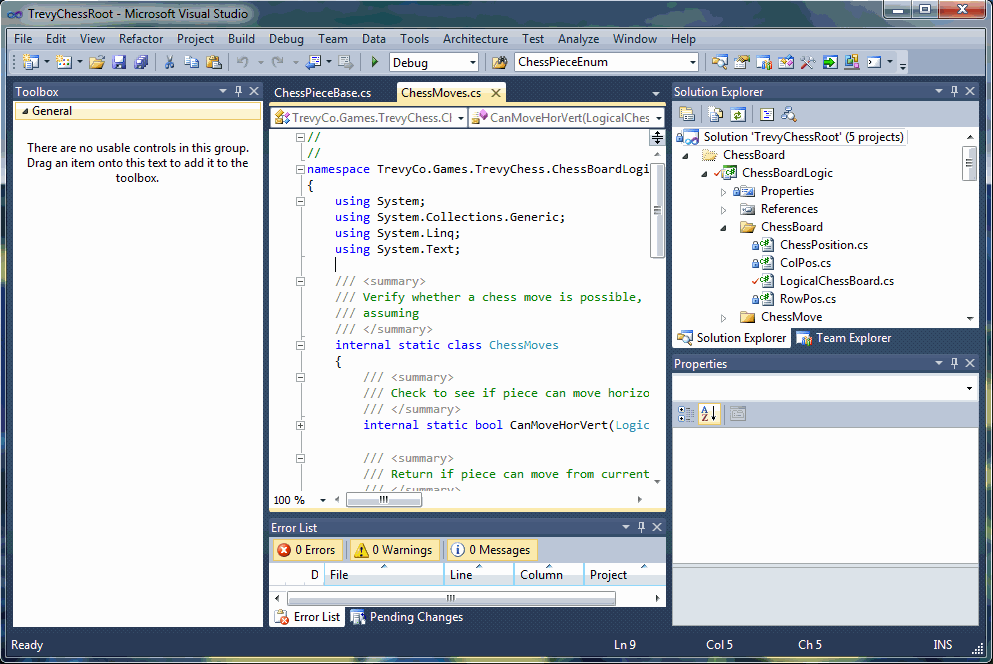 TrevyChessRoot - Microsoft Visual Studio
File Edit View Refactor Project Build Debug Team Data Tools Architecture Test Analyze Window Help
Debug ChessPieceEnum
Toolbox
General
There are no usable controls in this group.
Drag an item onto this text to add it to the
toolbox.
ChessPieceBase.cs ChessMoves.cs
TrevyCo.Games.TrevyChess.Cl CanMoveHorVert(LogicalChes
//
//
namespace TrevyCo.Games.TrevyChess.ChessBoardLogi
{
using System;
using System.Collections.Generic;
using System.Linq;
using System.Text;
/// <summary>
/// Verify whether a chess move is possible,
/// assuming
/// </summary>
internal static class ChessMoves
{
/// <summary>
/// Check to see if piece can move horizo
/// </summary>
internal static bool CanMoveHorVert(Logic
/// <summary>
/// Return if piece can move from current
/// </summary>
100 %
Error List
0 Errors 0 Warnings 0 Messages
D File Line Column Project
Error List Pending Changes
Solution Explorer
Solution 'TrevyChessRoot' (5 projects)
ChessBoard
ChessBoardLogic
Properties
References
ChessBoard
ChessPosition.cs
ColPos.cs
LogicalChessBoard.cs
RowPos.cs
ChessMove
Solution Explorer Team Explorer
Properties
Ready Ln 9 Col 5 Ch 5 INS